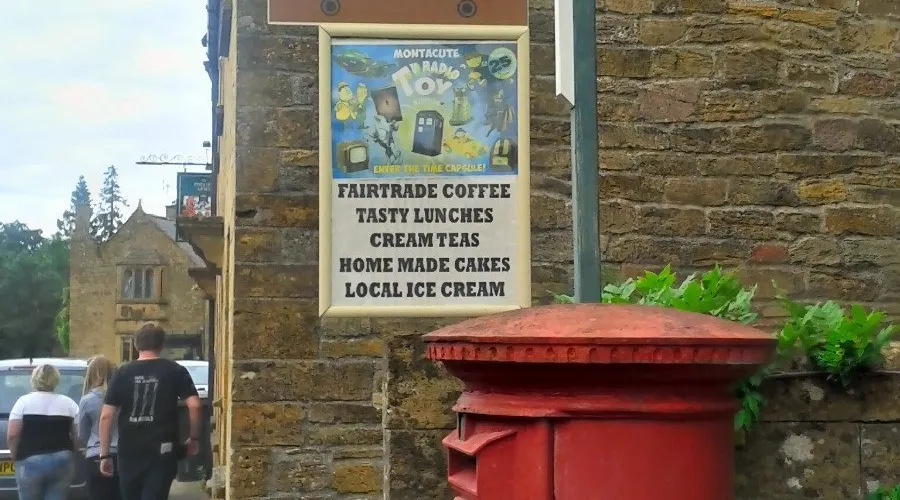 MONTACUTE
TV RADIO
TOY
ENTER THE TIME CAPSULE!
FAIRTRADE COFFEE
TASTY LUNCHES
CREAM TEAS
HOME MADE CAKES
LOCAL ICE CREAM